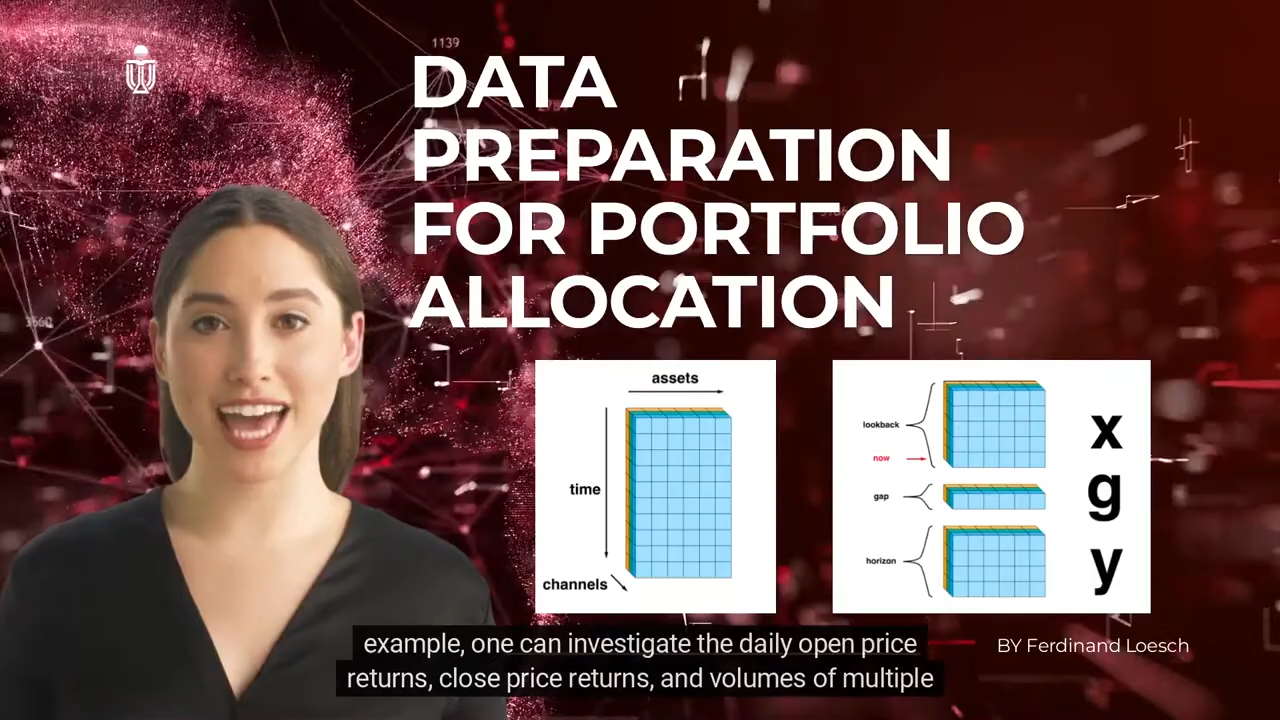 1139
DATA
PREPARATION
FOR PORTFOLIO
ALLOCATION
3560
assets
time
channels
lookback
now
gap
horizon
x
g
y
BY Ferdinand Loesch
example, one can investigate the daily open price
returns, close price returns, and volumes of multiple